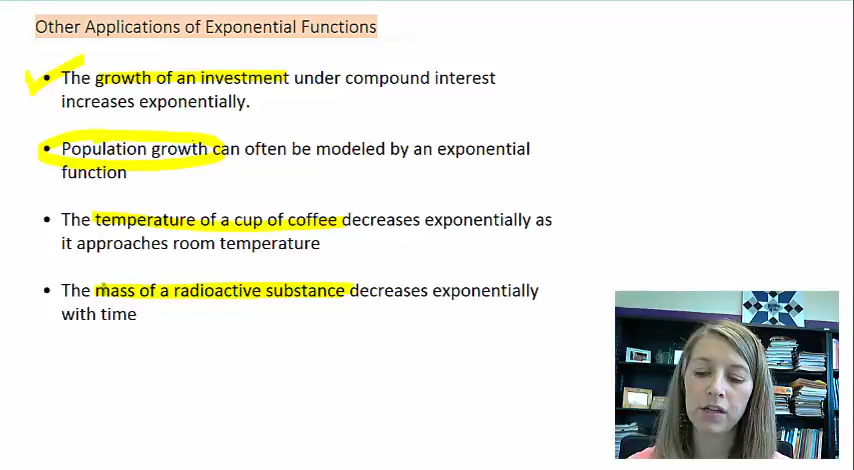 Other Applications of Exponential Functions
• The growth of an investment under compound interest
increases exponentially.
• Population growth can often be modeled by an exponential
function
• The temperature of a cup of coffee decreases exponentially as
it approaches room temperature
• The mass of a radioactive substance decreases exponentially
with time